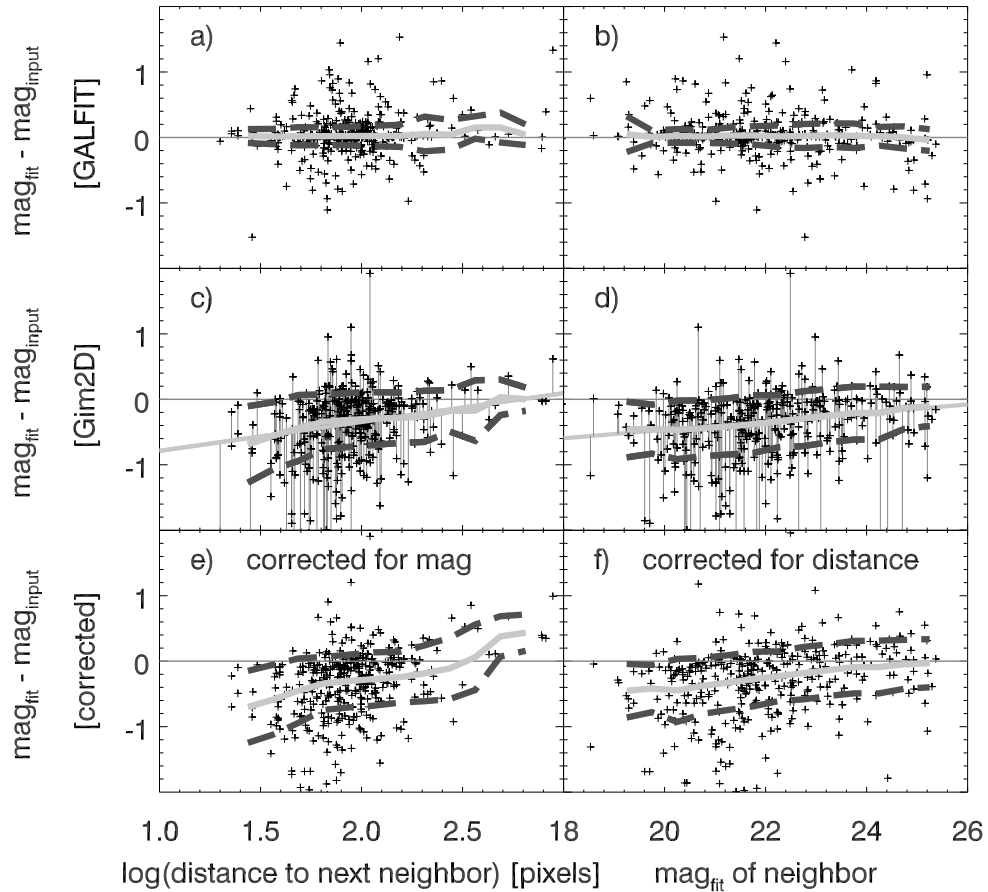 a)
b)
1
0
-1
mag_fit - mag_input
[GALFIT]
c)
d)
1
0
-1
mag_fit - mag_input
[Gim2D]
e) corrected for mag
f) corrected for distance
1
0
-1
mag_fit - mag_input
[corrected]
1.0 1.5 2.0 2.5 18 20 22 24 26
log(distance to next neighbor) [pixels]
mag_fit of neighbor